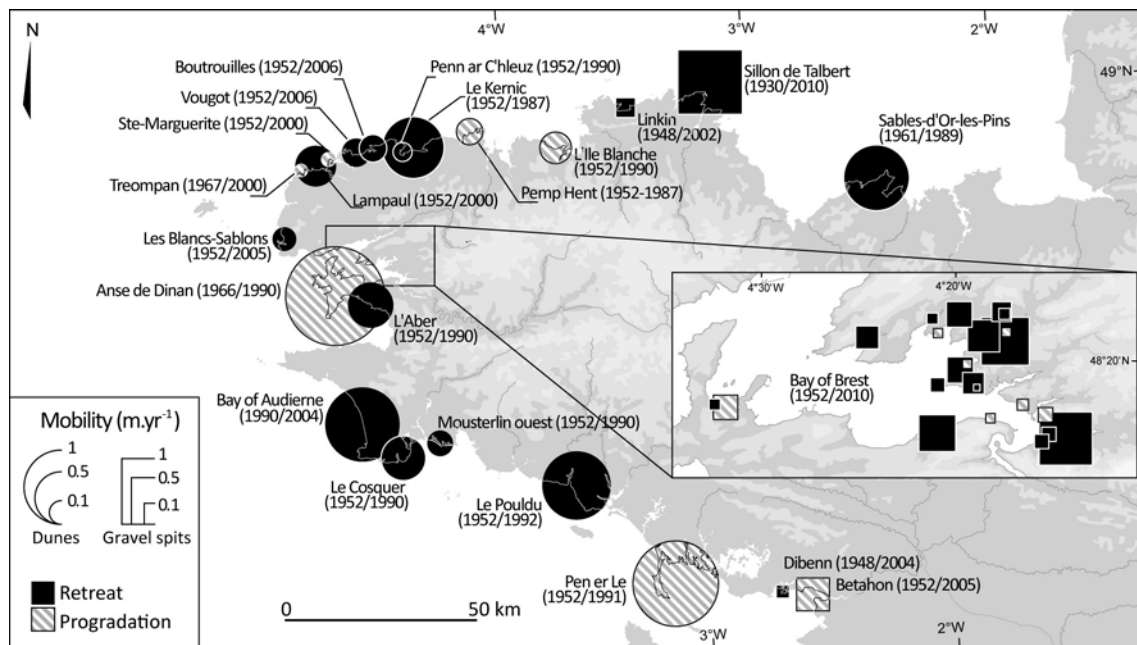 N
4°W
3°W
2°W
49°N
Boutrouilles (1952/2006)
Penn ar C'hleuz (1952/1990)
Vougot (1952/2006)
Le Kernic
(1952/1987)
Ste-Marguerite (1952/2000)
Sillon de Talbert
(1930/2010)
Linkin
(1948/2002)
Sables-d'Or-les-Pins
(1961/1989)
L'Ile Blanche
(1952/1990)
Treompan (1967/2000)
Pemp Hent (1952-1987)
Lampaul (1952/2000)
Les Blancs-Sablons
(1952/2005)
Anse de Dinan
(1966/1990)
L'Aber
(1952/1990)
4°30'W
4°20'W
48°20'N
Bay of Brest
(1952/2010)
Bay of Audierne
(1990/2004)
Mousterlin ouest (1952/1990)
Le Cosquer
(1952/1990)
Le Pouldu
(1952/1992)
Pen er Le
(1952/1991)
Dibenn (1948/2004)
Betahon (1952/2005)
Mobility (m.yr-1)
1
0.5
0.1
Dunes
1
0.5
0.1
Gravel spits
Retreat
Progradation
0
50 km
3°W
2°W